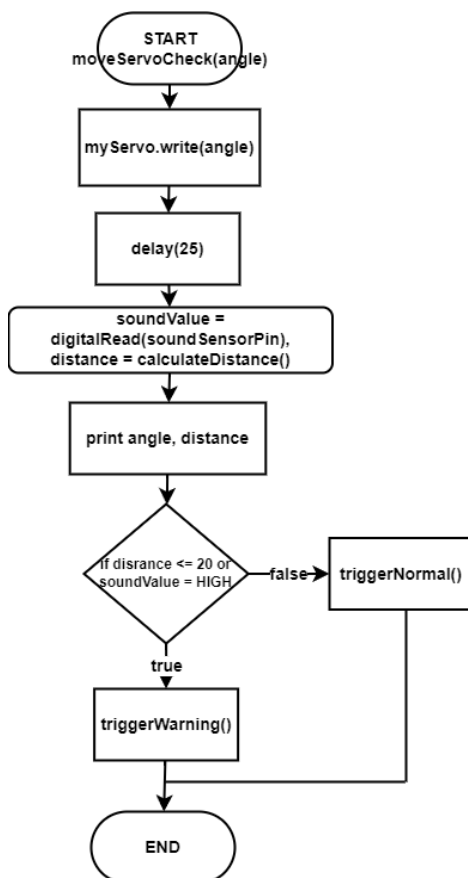 START
moveServoCheck(angle)
myServo.write(angle)
delay(25)
soundValue =
digitalRead(soundSensorPin),
distance = calculateDistance()
print angle, distance
if disrance <= 20 or
soundValue = HIGH
false
triggerNormal()
true
triggerWarning()
END